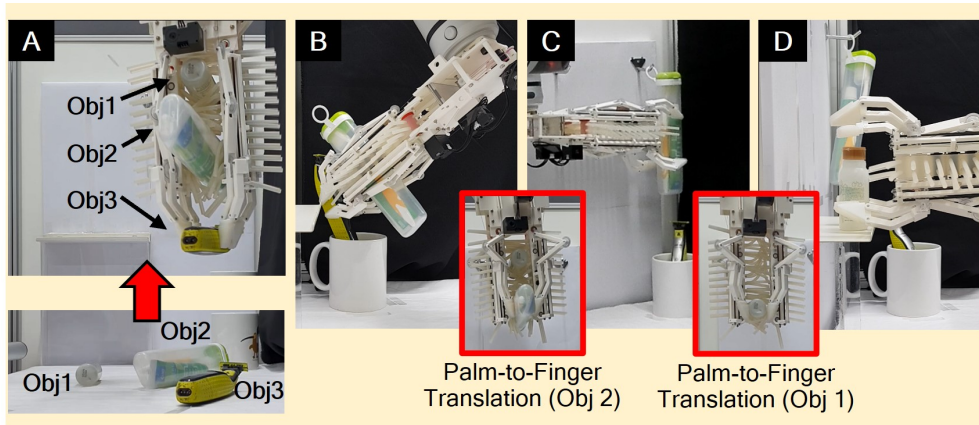 A
B
C
D
Obj1
Obj2
Obj3
Obj2
Obj1
Obj3
Palm-to-Finger
Translation (Obj 2)
Palm-to-Finger
Translation (Obj 1)